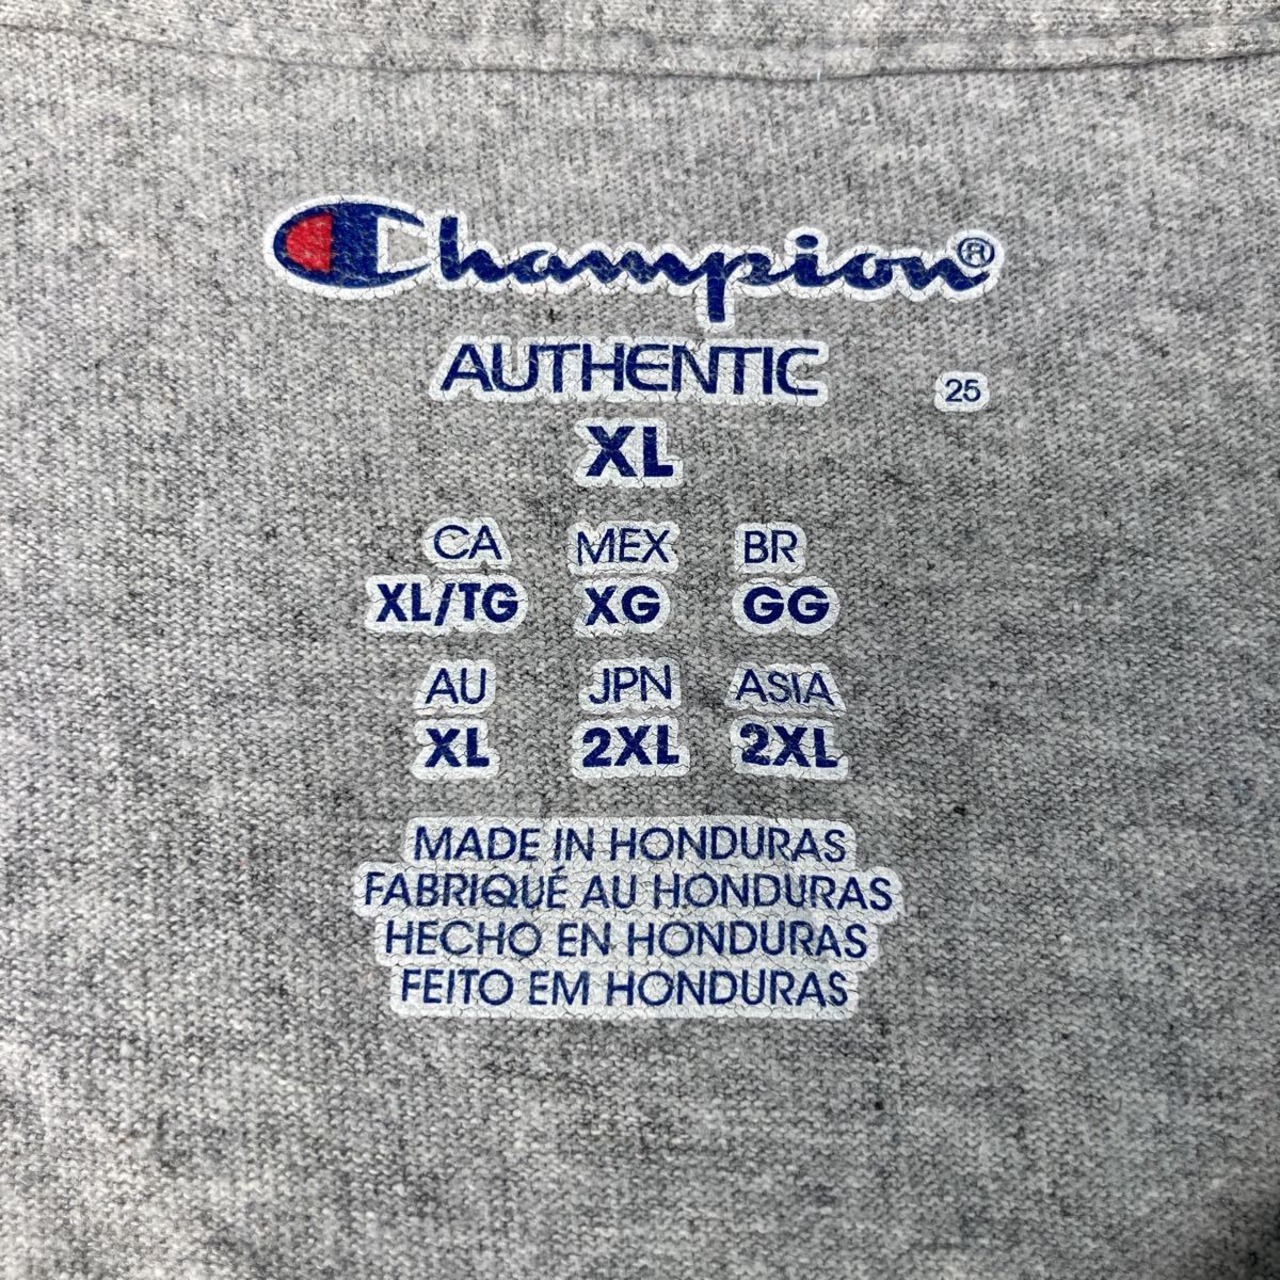 Champion®
AUTHENTIC 25
XL
CA MEX BR
XL/TG XG GG
AU JPN ASIA
XL 2XL 2XL
MADE IN HONDURAS
FABRIQUÉ AU HONDURAS
HECHO EN HONDURAS
FEITO EM HONDURAS